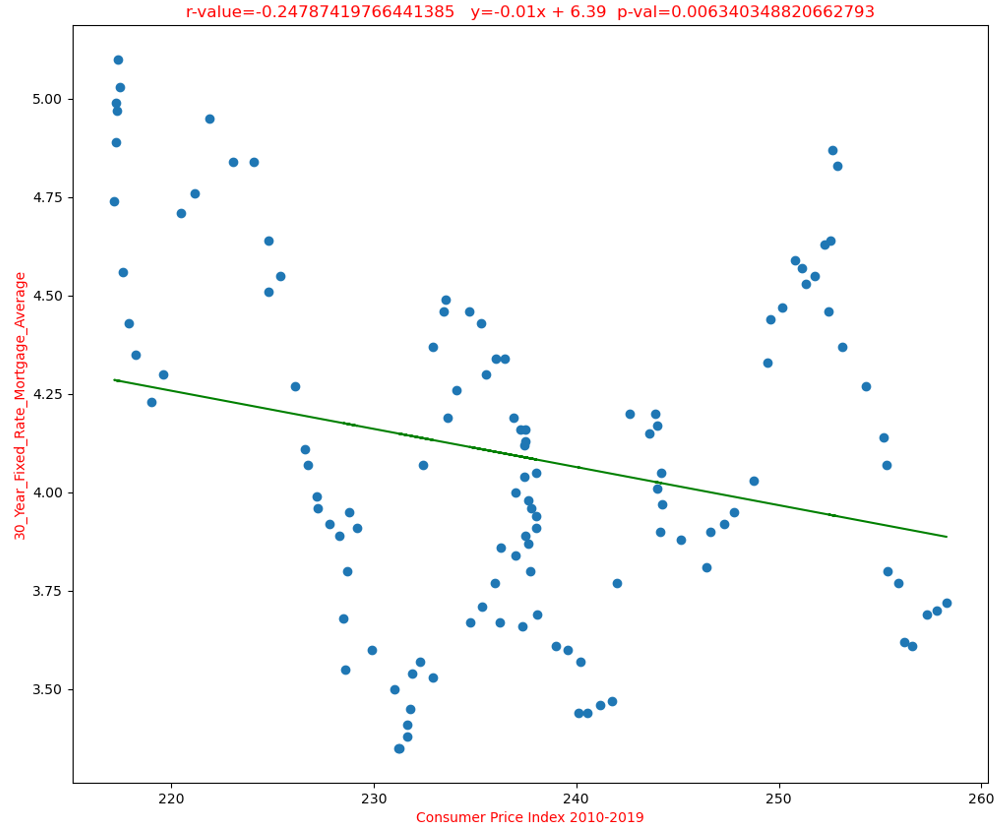 r-value=-0.24787419766441385   y=-0.01x + 6.39  p-val=0.006340348820662793
5.00
4.75
4.50
4.25
4.00
3.75
3.50
30_Year_Fixed_Rate_Mortgage_Average
220 230 240 250 260
Consumer Price Index 2010-2019